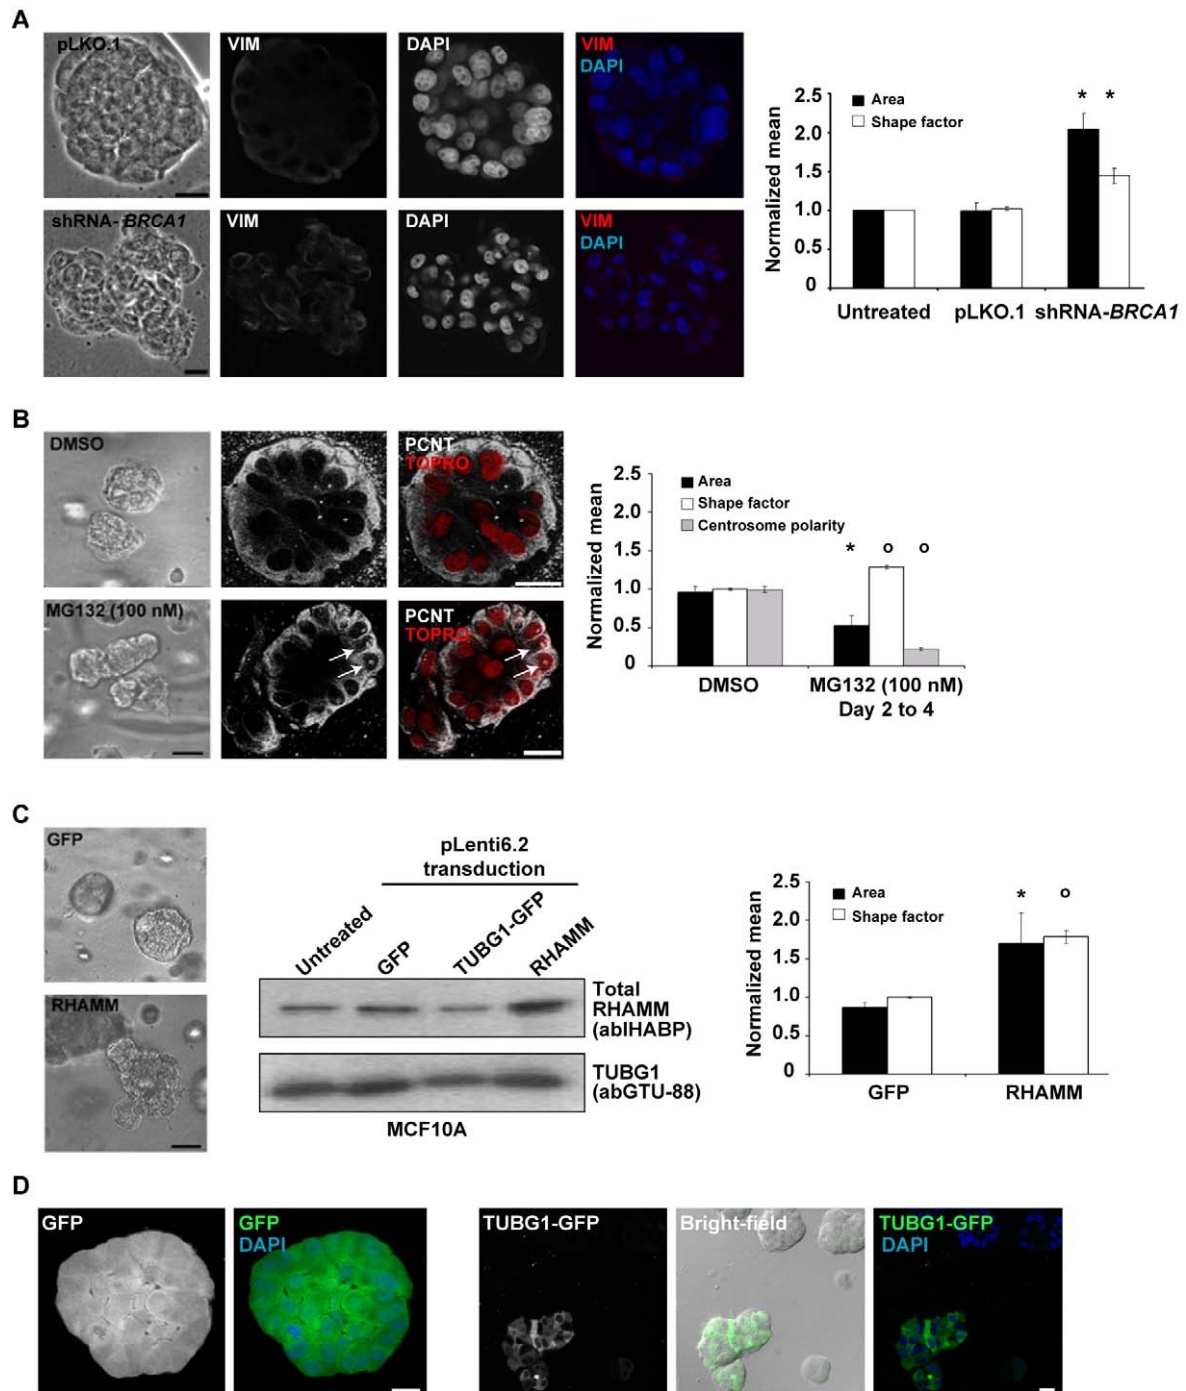 A
pLKO.1
VIM
DAPI
VIM
DAPI
shRNA-BRCA1
VIM
DAPI
VIM
DAPI
Normalized mean
2.5
2.0
1.5
1.0
0.5
0
Area
Shape factor
* *
Untreated pLKO.1 shRNA-BRCA1
B
DMSO
PCNT
TOPRO
MG132 (100 nM)
PCNT
TOPRO
Normalized mean
2.5
2.0
1.5
1.0
0.5
0
Area
Shape factor
Centrosome polarity
* o o
DMSO MG132 (100 nM)
Day 2 to 4
C
GFP
RHAMM
pLenti6.2
transduction
Untreated
GFP
TUBG1-GFP
RHAMM
Total
RHAMM
(abIHABP)
TUBG1
(abGTU-88)
MCF10A
Normalized mean
2.5
2.0
1.5
1.0
0.5
0
Area
Shape factor
* o
GFP RHAMM
D
GFP
GFP
DAPI
TUBG1-GFP
Bright-field
TUBG1-GFP
DAPI